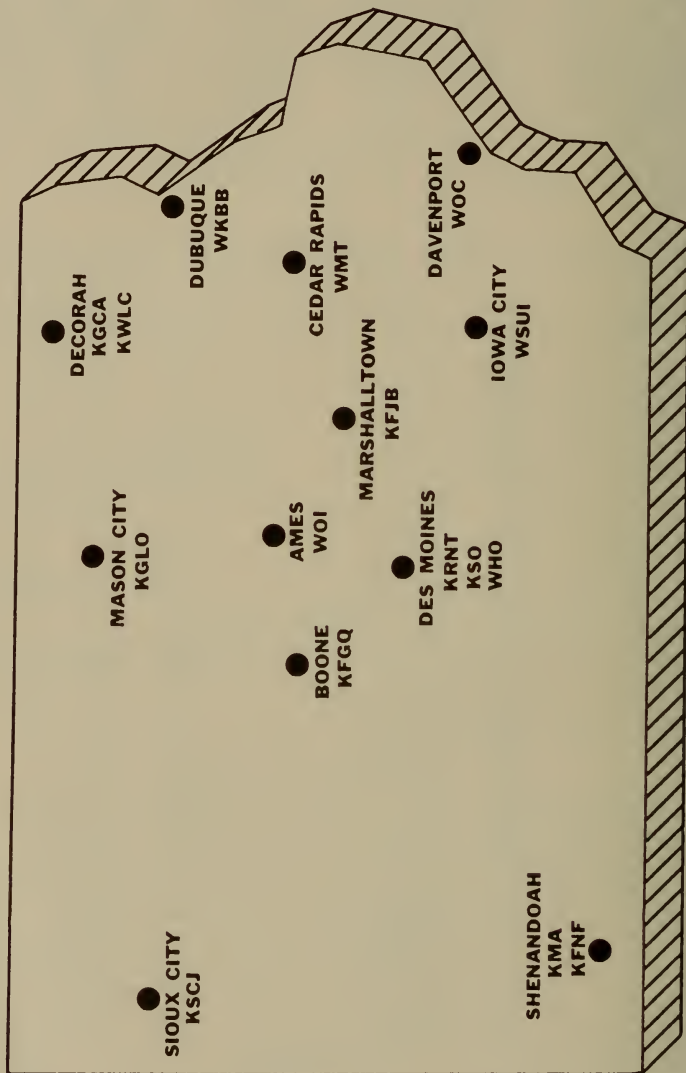 DECORAH
KGCA
KWLC
MASON CITY
KGLO
SIOUX CITY
KSCJ
DUBUQUE
WKBB
AMES
WOI
CEDAR RAPIDS
WMT
BOONE
KFGQ
MARSHALLTOWN
KFJB
DES MOINES
KRNT
KSO
WHO
DAVENPORT
WOC
IOWA CITY
WSUI
SHENANDOAH
KMA
KFNF